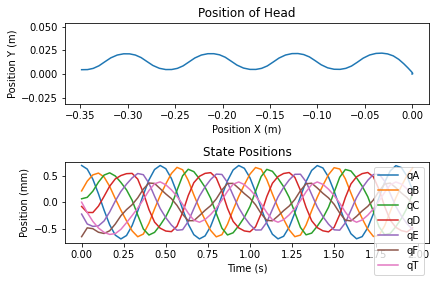 Position of Head
Position Y (m)
0.050
0.025
0.000
−0.025
−0.35 −0.30 −0.25 −0.20 −0.15 −0.10 −0.05 0.00
Position X (m)
State Positions
Position (mm)
0.5
0.0
−0.5
0.00 0.25 0.50 0.75 1.00 1.25 1.50 1.75 2.00
Time (s)
qA
qB
qC
qD
qE
qF
qT